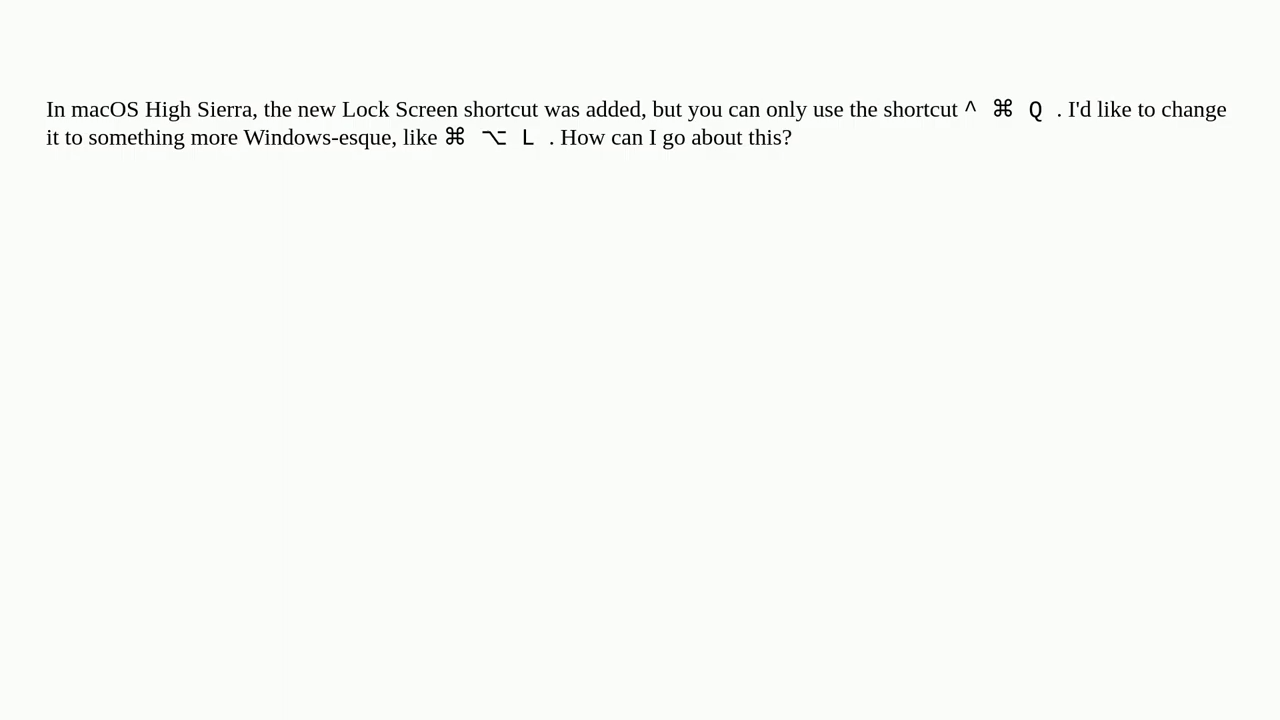 In macOS High Sierra, the new Lock Screen shortcut was added, but you can only use the shortcut ^ ⌘ Q . I'd like to change
it to something more Windows-esque, like ⌘ ⌥ L . How can I go about this?